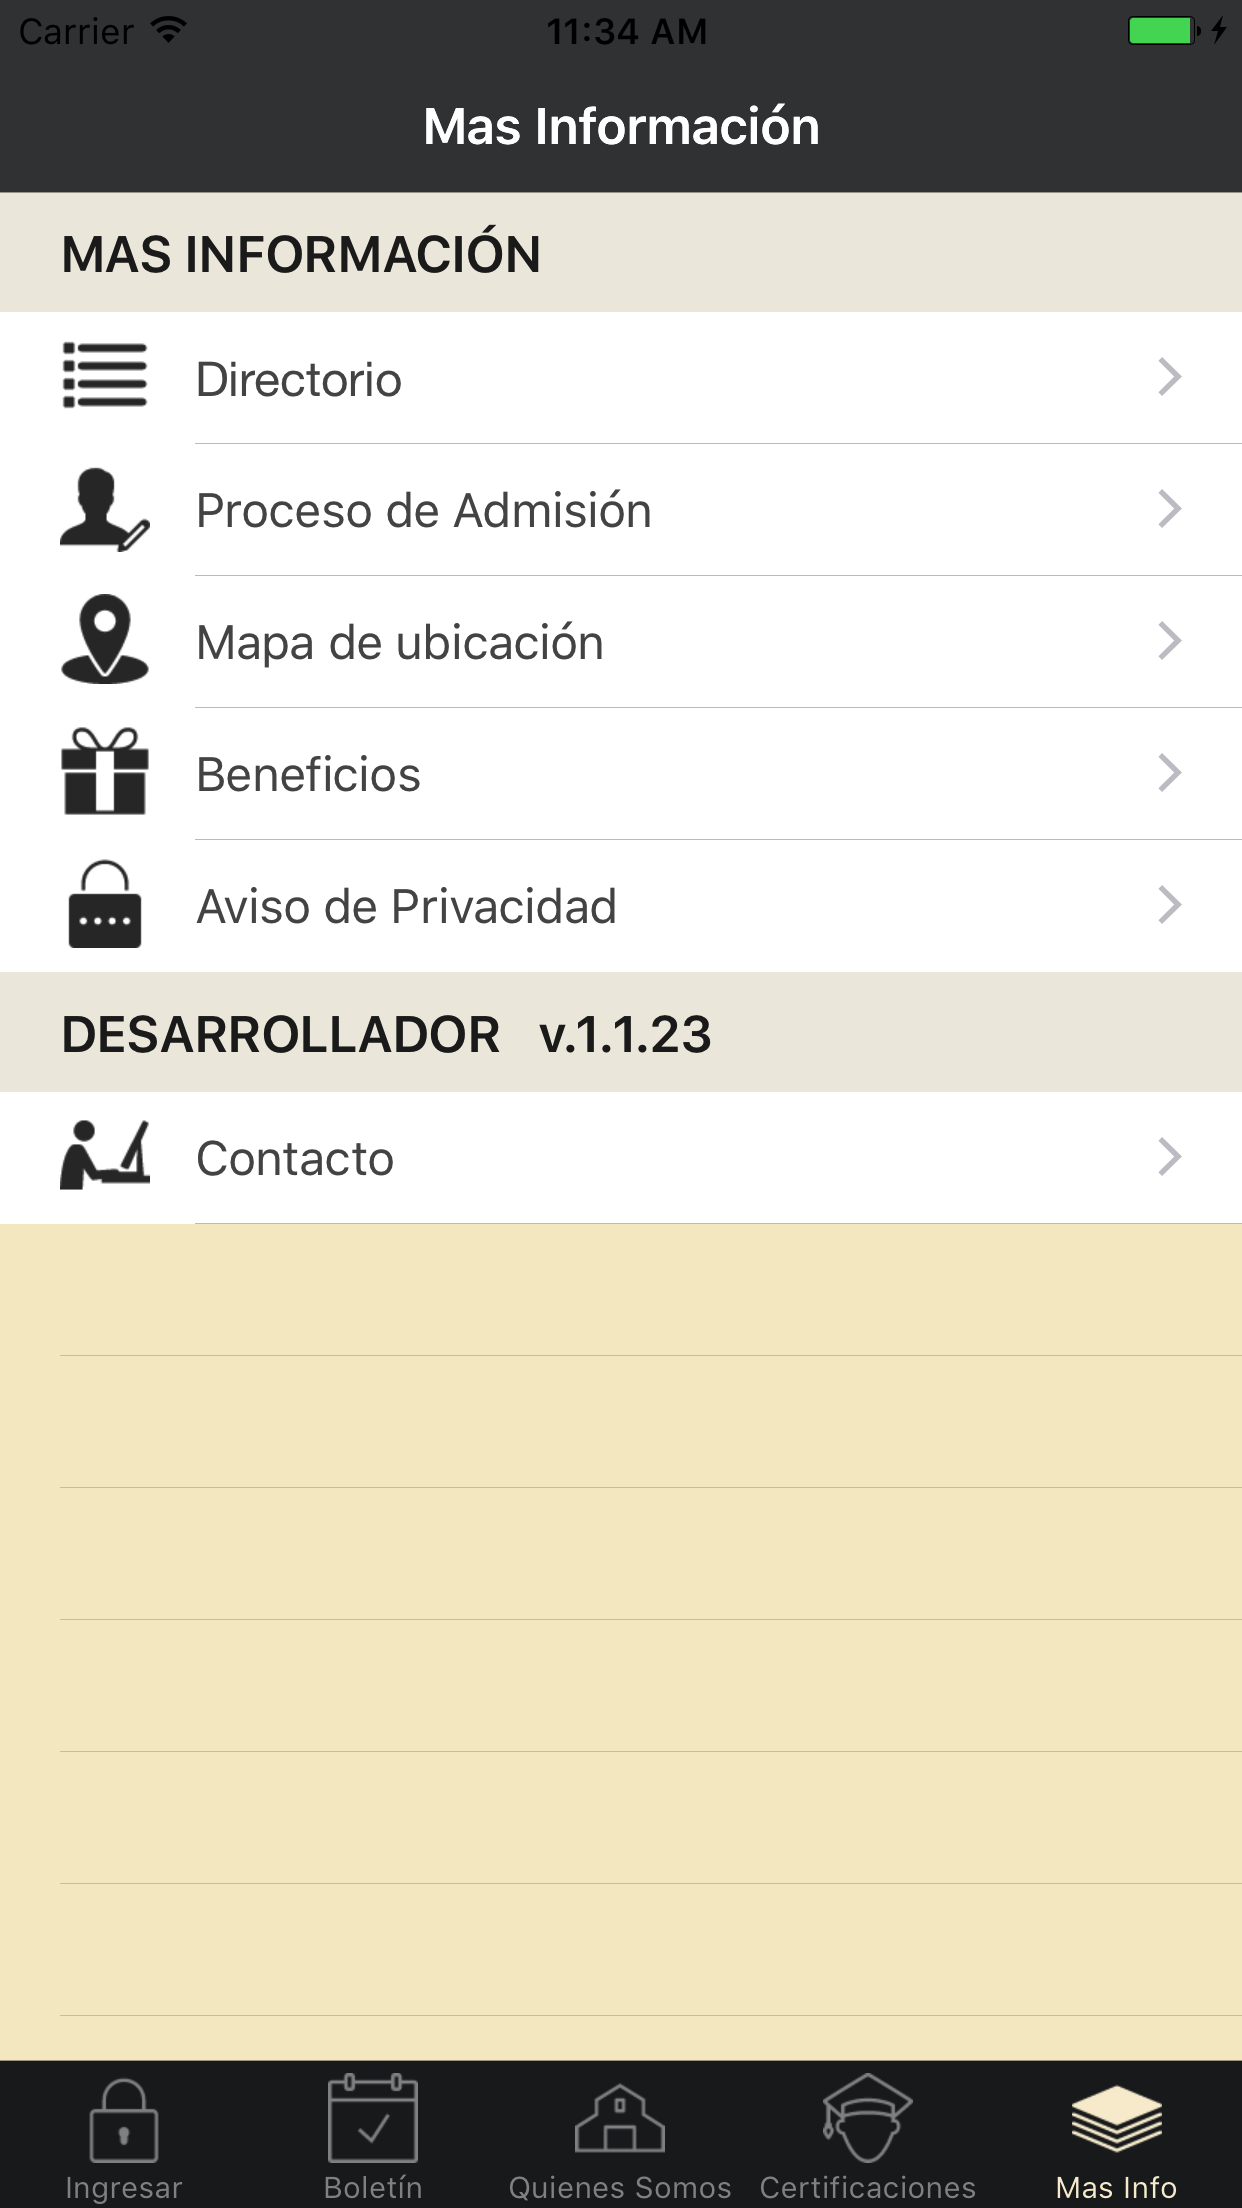 Carrier 11:34 AM
Mas Información
MAS INFORMACIÓN
Directorio
Proceso de Admisión
Mapa de ubicación
Beneficios
Aviso de Privacidad
DESARROLLADOR v.1.1.23
Contacto
Ingresar Boletín Quienes Somos Certificaciones Mas Info